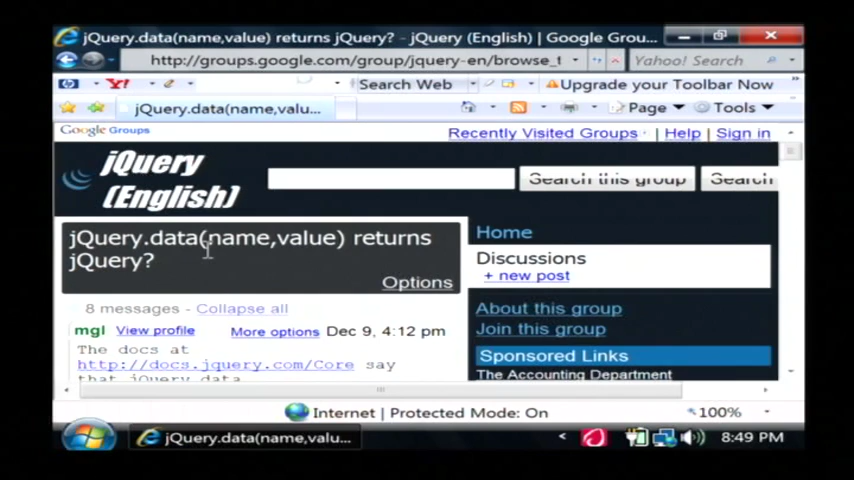 jQuery.data(name,value) returns jQuery? - jQuery (English) | Google Grou...
http://groups.google.com/group/jquery-en/browse_t
Yahoo! Search
hp Y! Search Web Upgrade your Toolbar Now
jQuery.data(name,valu...
Page Tools
Google Groups
Recently Visited Groups | Help | Sign in
jQuery
(English)
Search this group Search
jQuery.data(name,value) returns
jQuery?
Options
Home
Discussions
+ new post
8 messages - Collapse all
About this group
Join this group
mgl View profile More options Dec 9, 4:12 pm
The docs at
http://docs.jquery.com/Core say
that jQuery.data
Sponsored Links
The Accounting Department
Internet | Protected Mode: On
100%
jQuery.data(name,valu...
8:49 PM